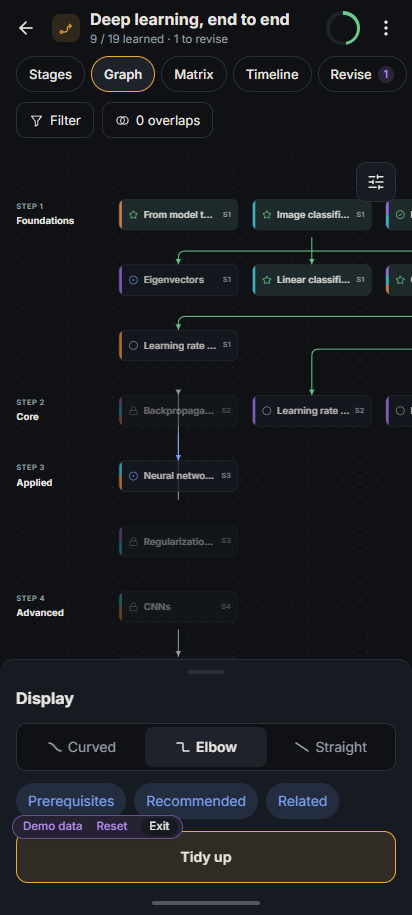 Deep learning, end to end
9 / 19 learned · 1 to revise
Stages
Graph
Matrix
Timeline
Revise 1
Filter
0 overlaps
STEP 1
Foundations
From model t... S1
Image classifi... S1
Eigenvectors S1
Linear classifi... S1
Learning rate ... S1
STEP 2
Core
Backpropaga... S2
Learning rate ... S2
STEP 3
Applied
Neural netwo... S3
Regularizatio... S3
STEP 4
Advanced
CNNs S4
Display
Curved
Elbow
Straight
Prerequisites
Recommended
Related
Demo data Reset Exit
Tidy up